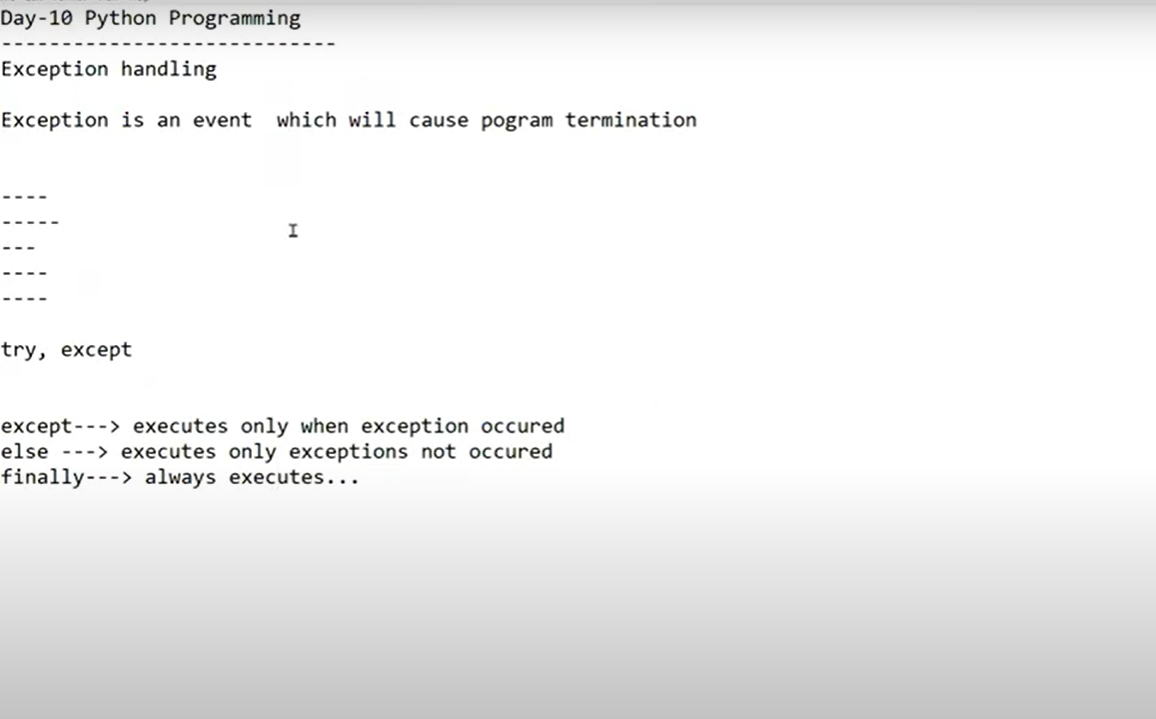 Day-10 Python Programming
----------------------------
Exception handling
Exception is an event  which will cause pogram termination
----
-----
---
----
----
try, except
except---> executes only when exception occured
else ---> executes only exceptions not occured
finally---> always executes...